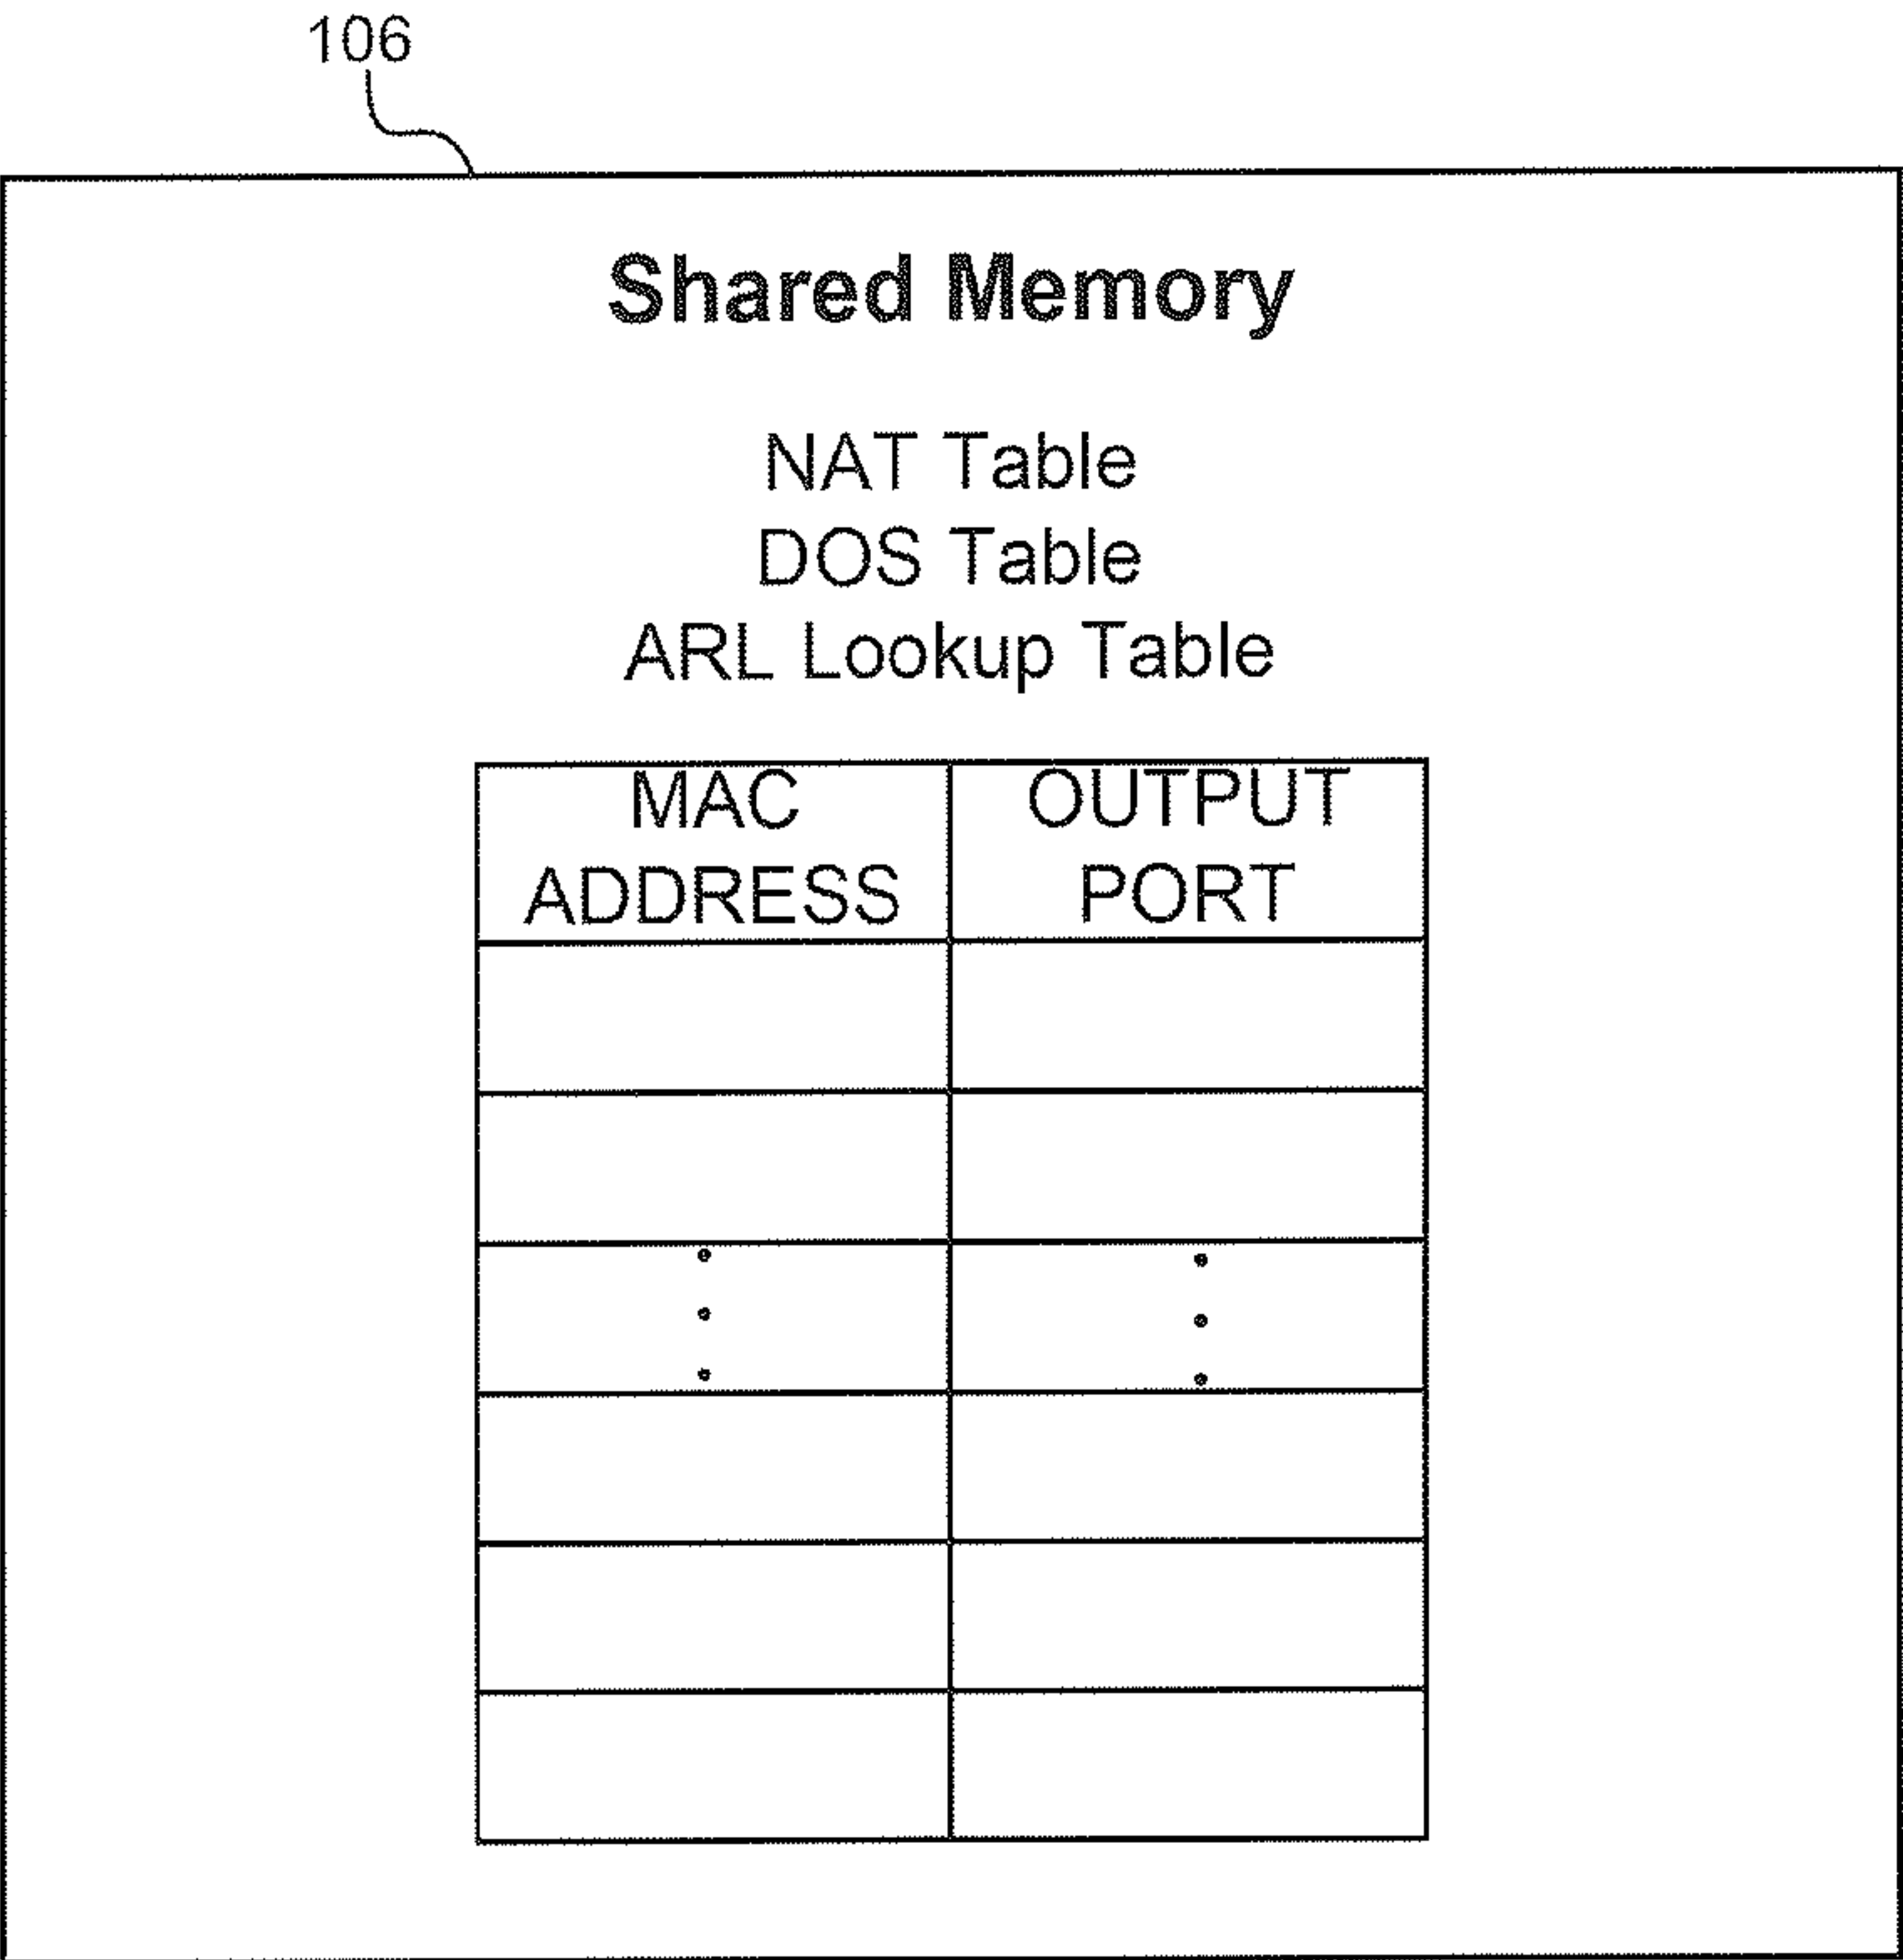 106
Shared Memory
NAT Table
DOS Table
ARL Lookup Table
MAC ADDRESS
OUTPUT PORT